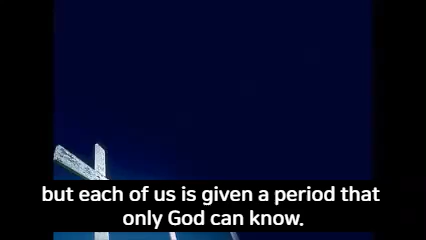 but each of us is given a period that
only God can know.